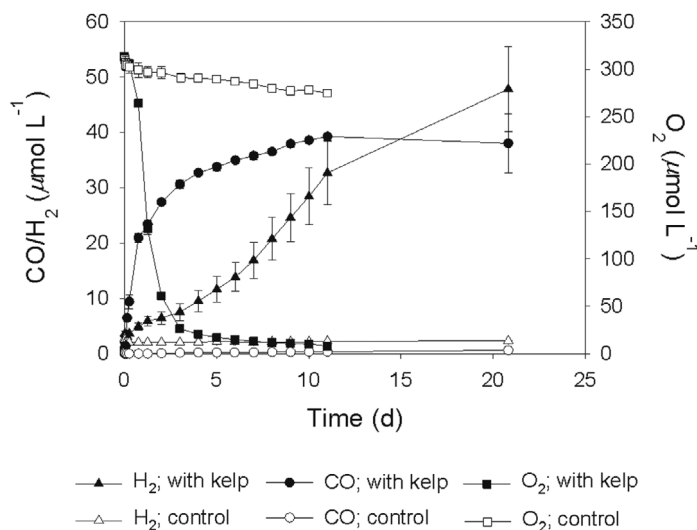 60
50
40
30
20
10
0
CO/H₂ (μmol L⁻¹)
350
300
250
200
150
100
50
0
O₂ (μmol L⁻¹)
0 5 10 15 20 25
Time (d)
H₂; with kelp CO; with kelp O₂; with kelp
H₂; control CO; control O₂; control